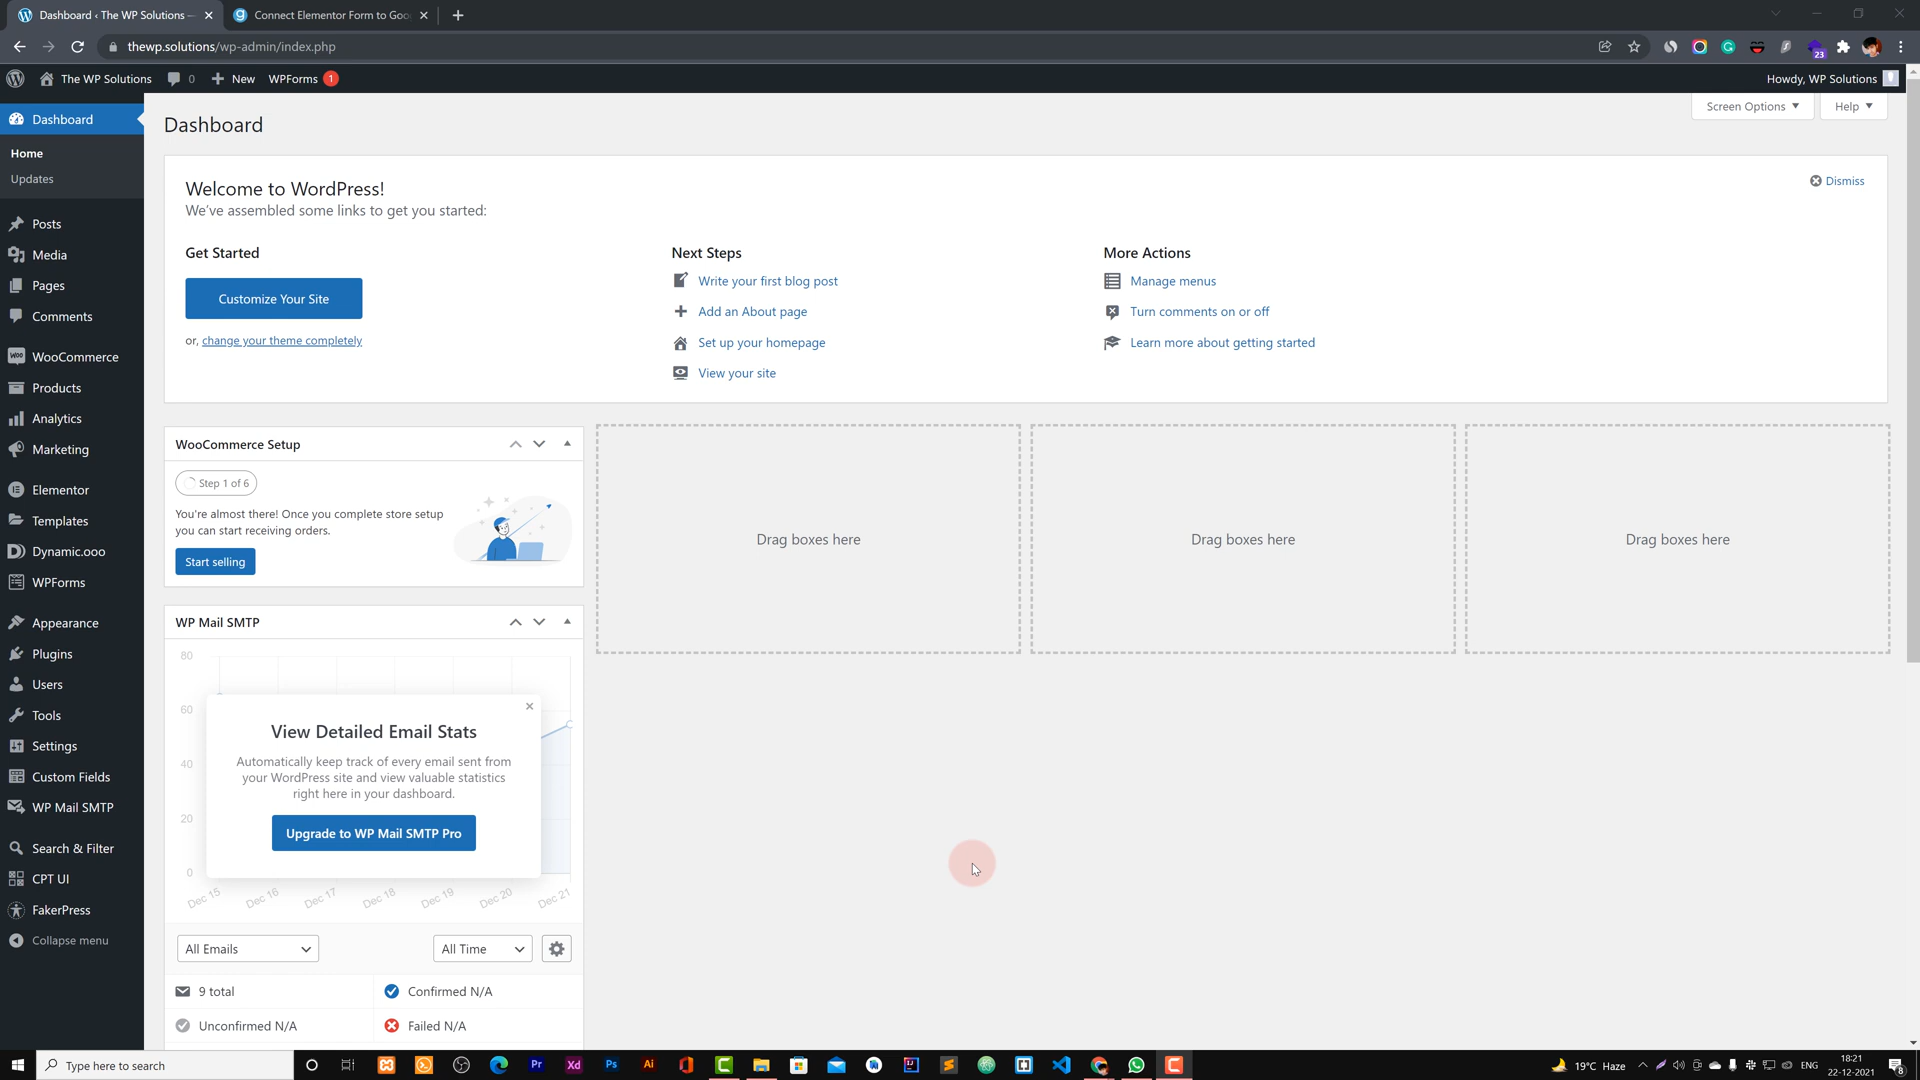 Dashboard ‹ The WP Solutions —
Connect Elementor Form to Goo
thewp.solutions/wp-admin/index.php
23
The WP Solutions
0
New
WPForms
1
Howdy, WP Solutions
Screen Options
Help
Dashboard
Home
Updates
Posts
Media
Pages
Comments
WooCommerce
Products
Analytics
Marketing
Elementor
Templates
Dynamic.ooo
WPForms
Appearance
Plugins
Users
Tools
Settings
Custom Fields
WP Mail SMTP
Search & Filter
CPT UI
FakerPress
Collapse menu
Dashboard
Welcome to WordPress!
We've assembled some links to get you started:
Dismiss
Get Started
Customize Your Site
or, change your theme completely
Next Steps
Write your first blog post
Add an About page
Set up your homepage
View your site
More Actions
Manage menus
Turn comments on or off
Learn more about getting started
WooCommerce Setup
Step 1 of 6
You're almost there! Once you complete store setup
you can start receiving orders.
Start selling
Drag boxes here
Drag boxes here
Drag boxes here
WP Mail SMTP
80
60
40
20
0
View Detailed Email Stats
Automatically keep track of every email sent from
your WordPress site and view valuable statistics
right here in your dashboard.
Upgrade to WP Mail SMTP Pro
Dec 15
Dec 16
Dec 17
Dec 18
Dec 19
Dec 20
Dec 21
All Emails
All Time
9 total
Confirmed N/A
Unconfirmed N/A
Failed N/A
Type here to search
Pr
Xd
Ps
Ai
19°C Haze
ENG
18:21
22-12-2021
8